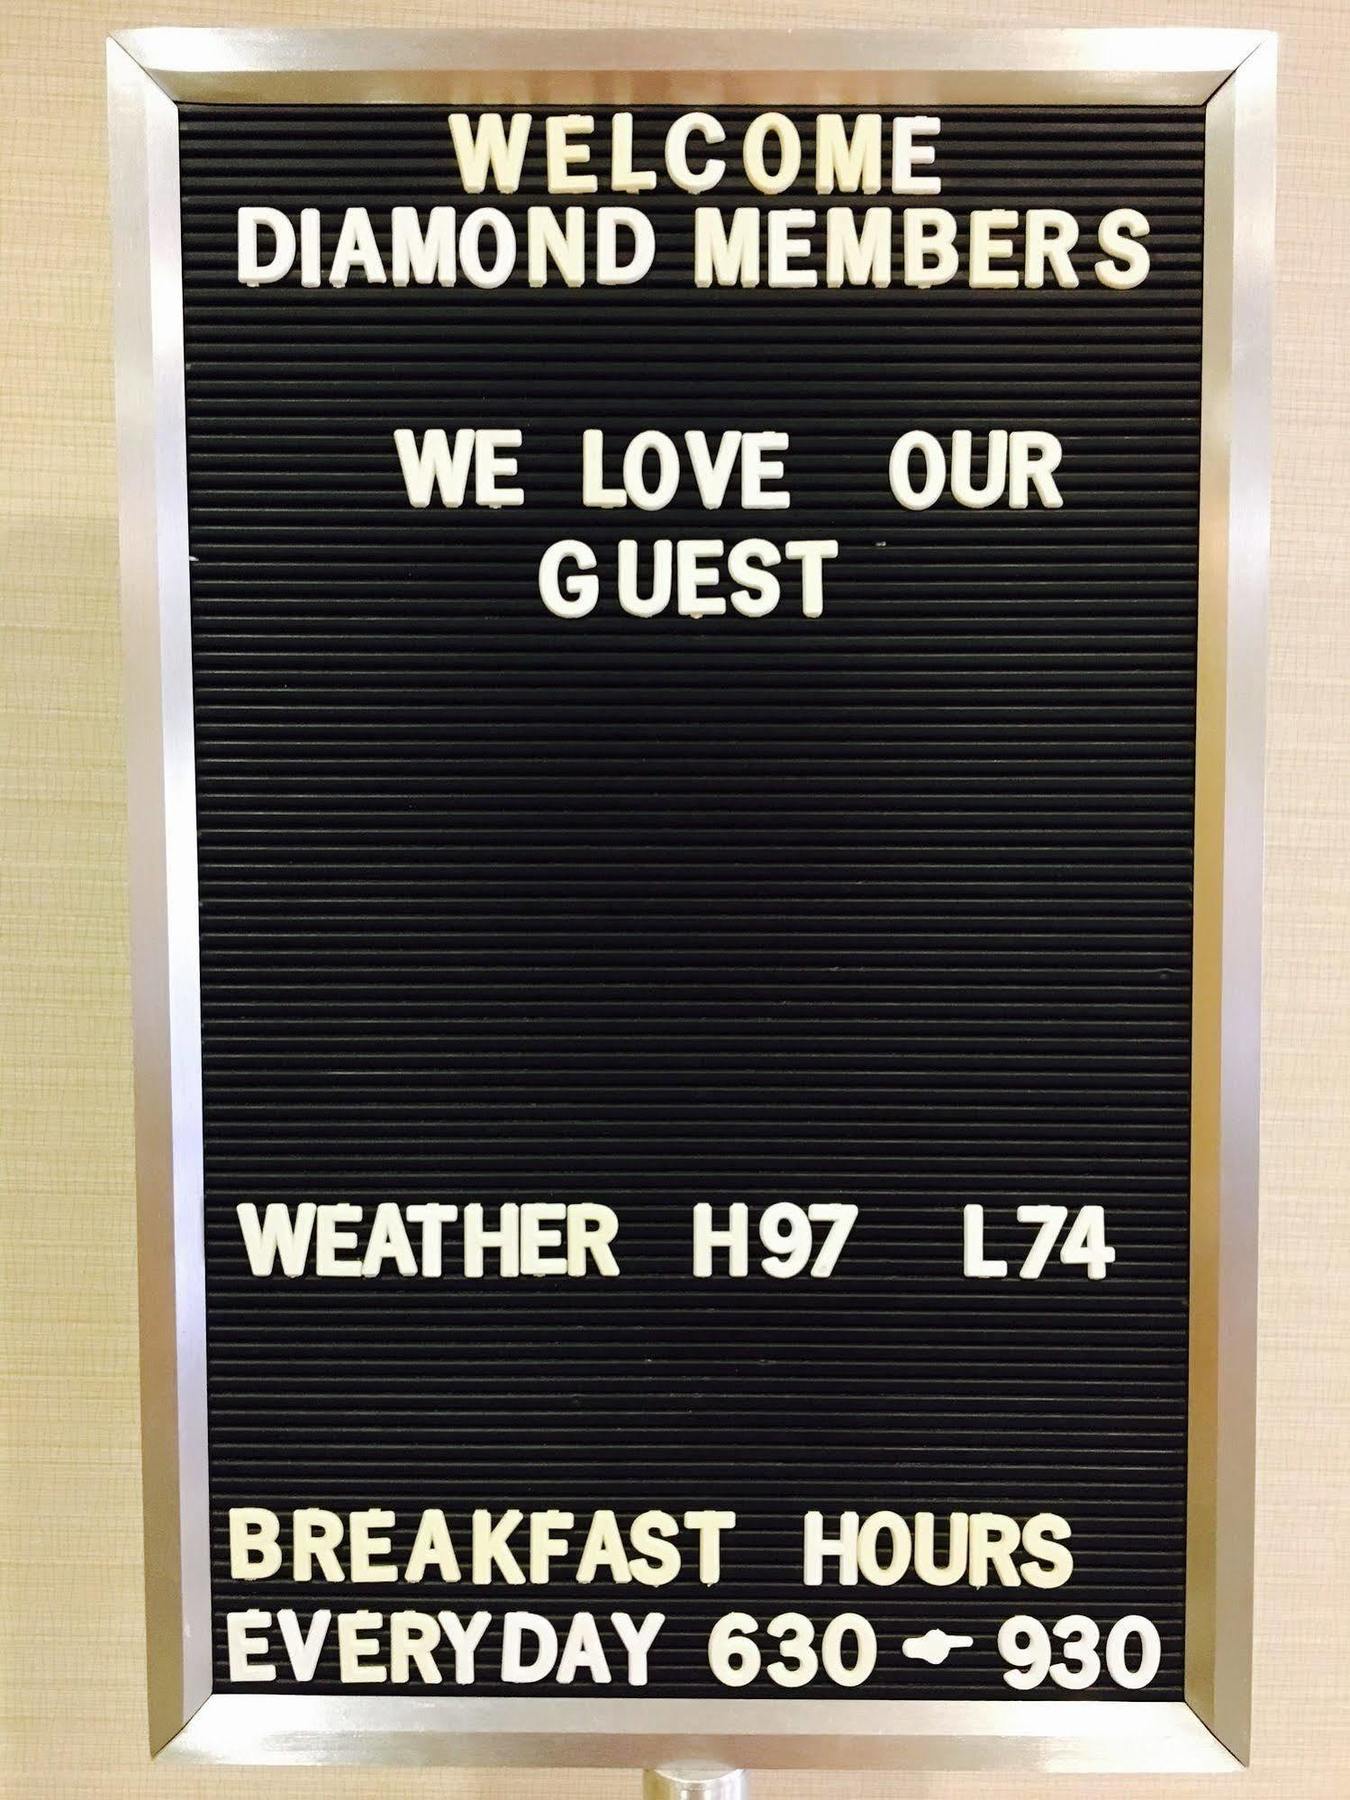 WELCOME
DIAMOND MEMBERS
WE LOVE OUR
GUEST
WEATHER H97 L74
BREAKFAST HOURS
EVERYDAY 630 ☛ 930